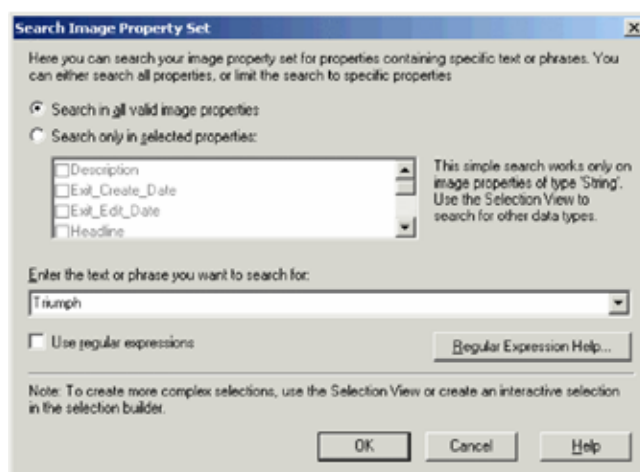 Search Image Property Set
Here you can search your image property set for properties containing specific text or phrases. You
can either search all properties, or limit the search to specific properties
Search in all valid image properties
Search only in selected properties:
Description
Exit_Create_Date
Exit_Edit_Date
Headline
This simple search works only on
image properties of type 'String'.
Use the Selection View to
search for other data types.
Enter the text or phrase you want to search for:
Triumph
Use regular expressions
Regular Expression Help...
Note: To create more complex selections, use the Selection View or create an interactive selection
in the selection builder.
OK
Cancel
Help